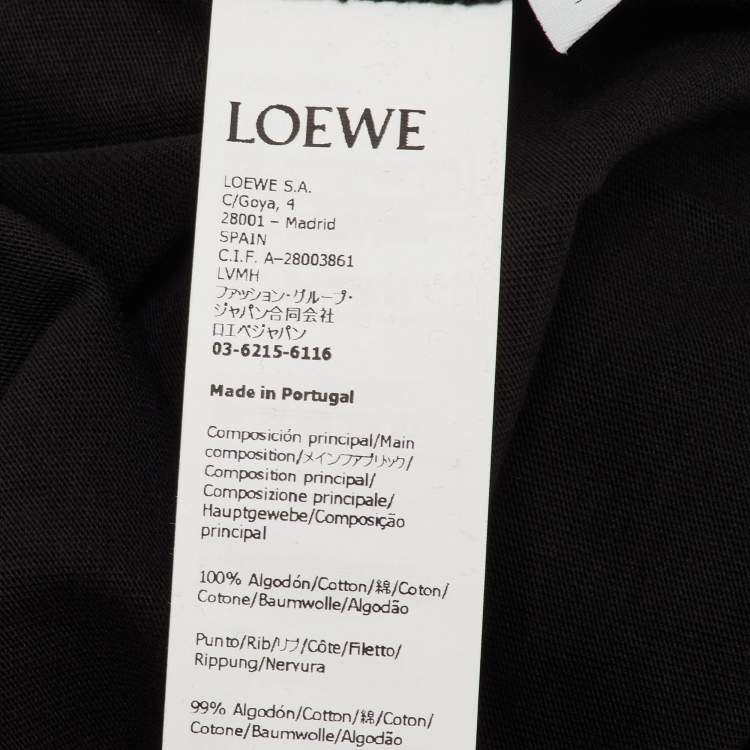 LOEWE
LOEWE S.A.
C/Goya, 4
28001 – Madrid
SPAIN
C.I.F. A–28003861
LVMH
ファッション・グループ・
ジャパン合同会社
ロエベジャパン
03-6215-6116
Made in Portugal
Composición principal/Main
composition/メインファブリック/
Composition principal/
Composizione principale/
Hauptgewebe/Composição
principal
100% Algodón/Cotton/綿/Coton/
Cotone/Baumwolle/Algodão
Punto/Rib/リブ/Côte/Filetto/
Rippung/Nervura
99% Algodón/Cotton/綿/Coton/
Cotone/Baumwolle/Algodão